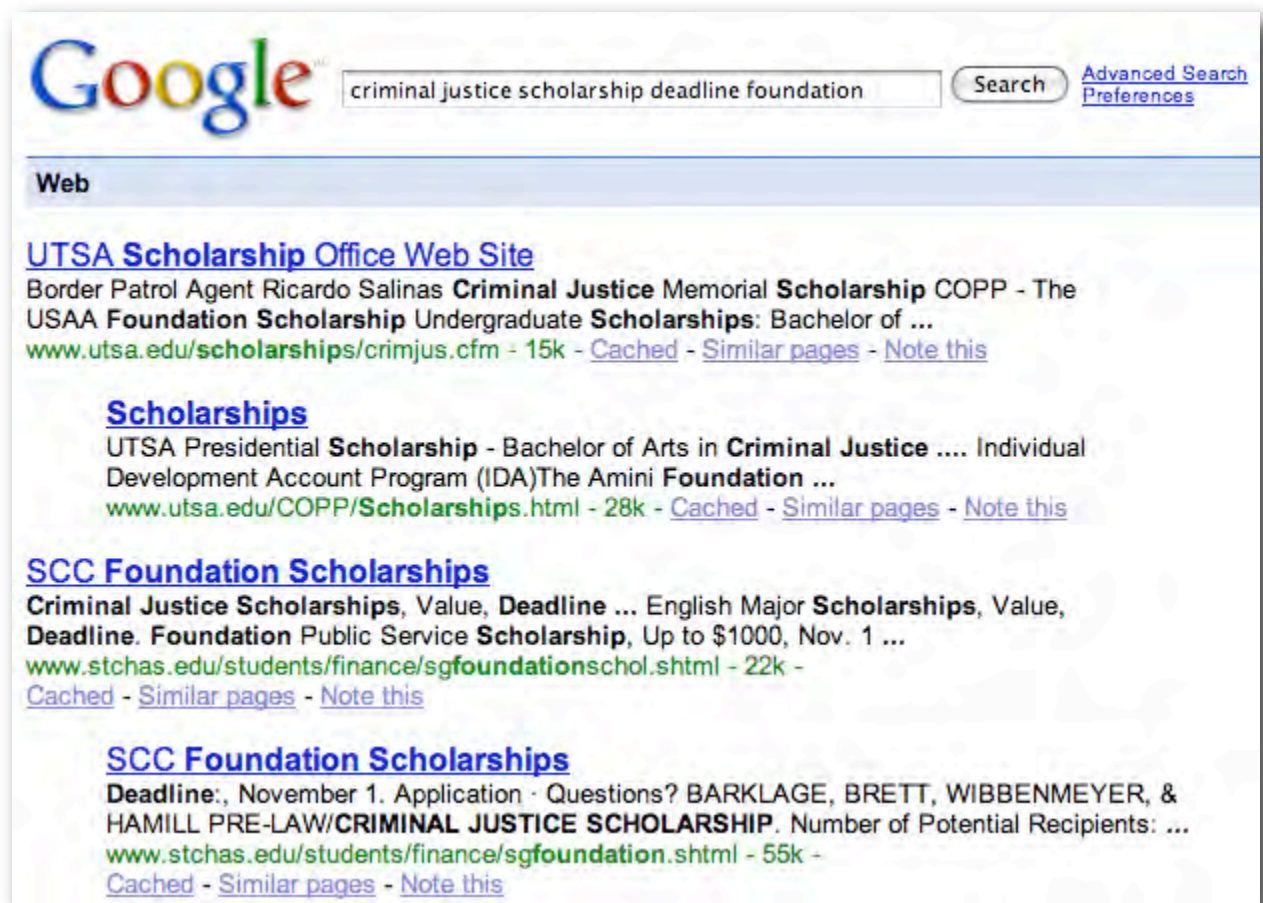 Google
criminal justice scholarship deadline foundation
Search
Advanced Search
Preferences
Web
UTSA Scholarship Office Web Site
Border Patrol Agent Ricardo Salinas Criminal Justice Memorial Scholarship COPP - The
USAA Foundation Scholarship Undergraduate Scholarships: Bachelor of ...
www.utsa.edu/scholarships/crimjus.cfm - 15k - Cached - Similar pages - Note this
Scholarships
UTSA Presidential Scholarship - Bachelor of Arts in Criminal Justice .... Individual
Development Account Program (IDA)The Amini Foundation ...
www.utsa.edu/COPP/Scholarships.html - 28k - Cached - Similar pages - Note this
SCC Foundation Scholarships
Criminal Justice Scholarships, Value, Deadline ... English Major Scholarships, Value,
Deadline. Foundation Public Service Scholarship, Up to $1000, Nov. 1 ...
www.stchas.edu/students/finance/sgfoundationschol.shtml - 22k -
Cached - Similar pages - Note this
SCC Foundation Scholarships
Deadline:, November 1. Application · Questions? BARKLAGE, BRETT, WIBBENMEYER, &
HAMILL PRE-LAW/CRIMINAL JUSTICE SCHOLARSHIP. Number of Potential Recipients: ...
www.stchas.edu/students/finance/sgfoundation.shtml - 55k -
Cached - Similar pages - Note this